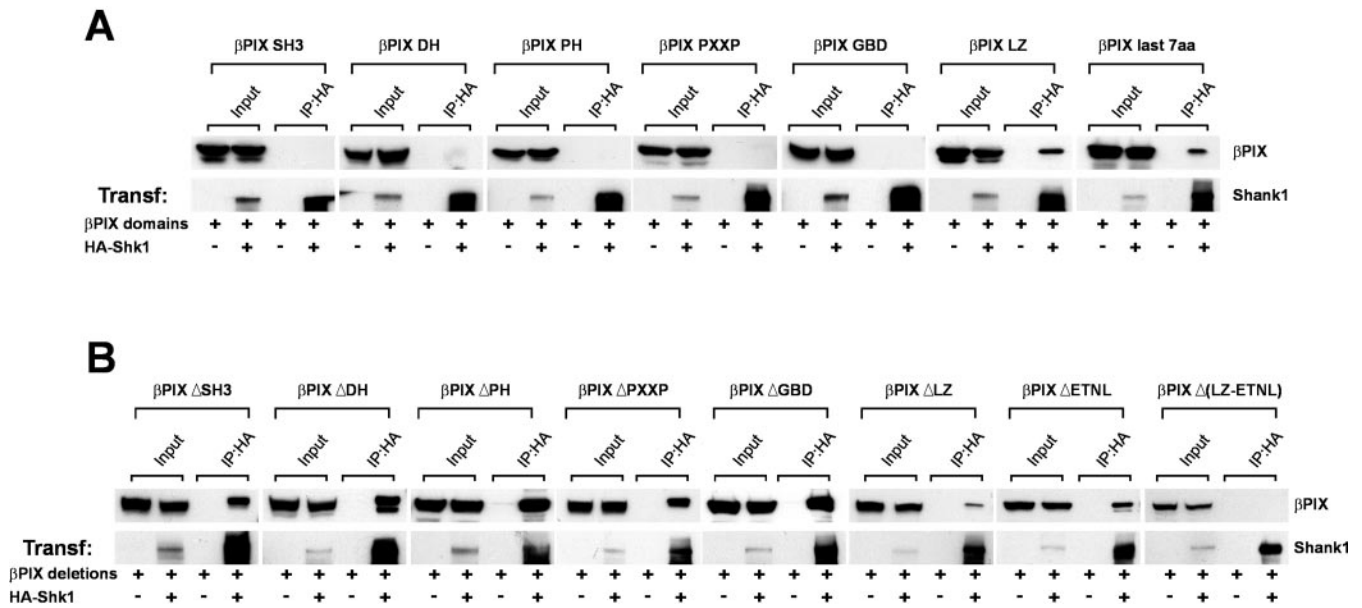 A
βPIX SH3 βPIX DH βPIX PH βPIX PXXP βPIX GBD βPIX LZ βPIX last 7aa
Input IP:HA Input IP:HA Input IP:HA Input IP:HA Input IP:HA Input IP:HA Input IP:HA
βPIX
Transf: Shank1
βPIX domains + + + + + + + + + + + + + + + + + + + + + + + + + + + +
HA-Shk1 - + - + - + - + - + - + - + - + - + - + - + - + - + - +
B
βPIX ΔSH3 βPIX ΔDH βPIX ΔPH βPIX ΔPXXP βPIX ΔGBD βPIX ΔLZ βPIX ΔETNL βPIX Δ(LZ-ETNL)
Input IP:HA Input IP:HA Input IP:HA Input IP:HA Input IP:HA Input IP:HA Input IP:HA Input IP:HA
βPIX
Transf: Shank1
βPIX deletions + + + + + + + + + + + + + + + + + + + + + + + + + + + + + + + +
HA-Shk1 - + - + - + - + - + - + - + - + - + - + - + - + - + - + - + - +